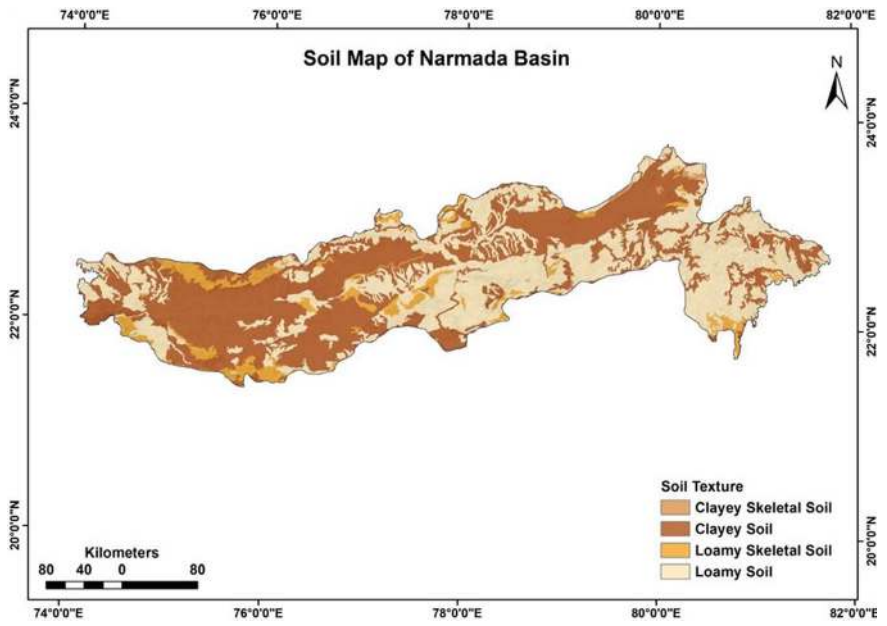 74°0'0"E 76°0'0"E 78°0'0"E 80°0'0"E
Soil Map of Narmada Basin
N
24°0'0"N 24°0'0"N
22°0'0"N 22°0'0"N
Soil Texture
Clayey Skeletal Soil
Clayey Soil
Loamy Skeletal Soil
Loamy Soil
20°0'0"N 20°0'0"N
Kilometers
80 40 0 80
74°0'0"E 76°0'0"E 78°0'0"E 80°0'0"E 82°0'0"E